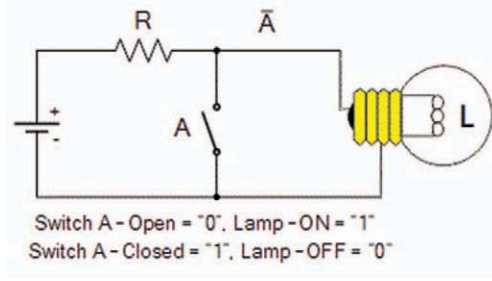 R
Ā
+
-
A
L
Switch A - Open = "0", Lamp - ON = "1"
Switch A - Closed = "1", Lamp - OFF = "0"